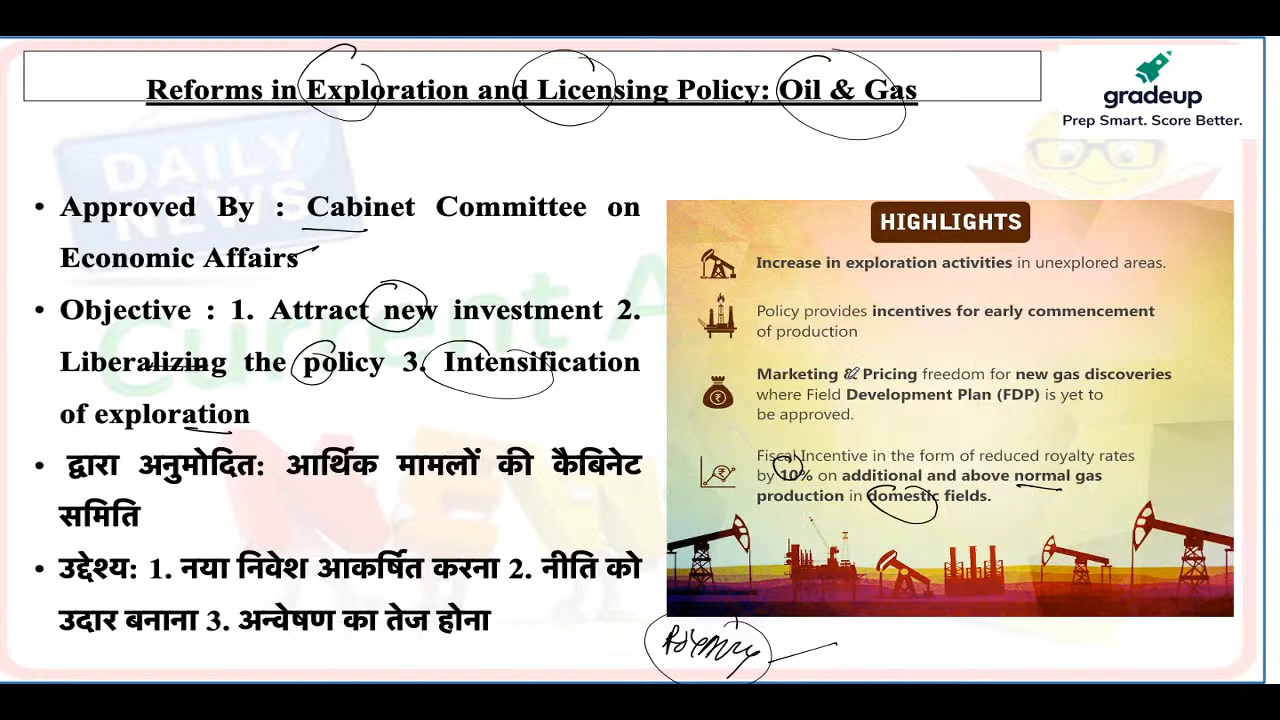 Reforms in Exploration and Licensing Policy: Oil & Gas
gradeup
Prep Smart. Score Better.
DAILY
NEWS
Current A
NEWS
• Approved By : Cabinet Committee on
Economic Affairs
• Objective : 1. Attract new investment 2.
Liberalizing the policy 3. Intensification
of exploration
• द्वारा अनुमोदित: आर्थिक मामलों की कैबिनेट
समिति
• उद्देश्य: 1. नया निवेश आकर्षित करना 2. नीति को
उदार बनाना 3. अन्वेषण का तेज होना
HIGHLIGHTS
Increase in exploration activities in unexplored areas.
Policy provides incentives for early commencement
of production
Marketing & Pricing freedom for new gas discoveries
where Field Development Plan (FDP) is yet to
be approved.
Fiscal Incentive in the form of reduced royalty rates
by 10% on additional and above normal gas
production in domestic fields.